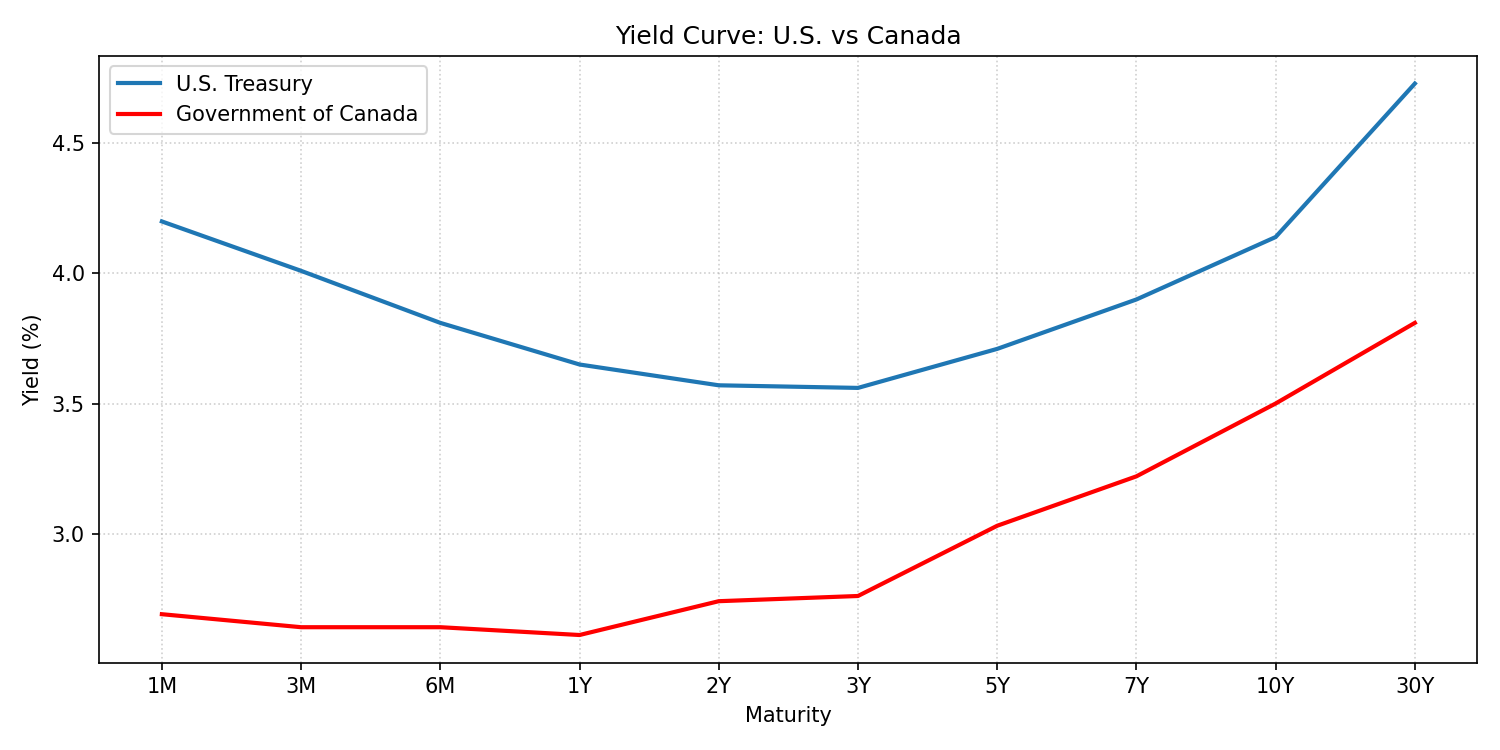 Yield Curve: U.S. vs Canada
U.S. Treasury
Government of Canada
Yield (%)
4.5
4.0
3.5
3.0
1M 3M 6M 1Y 2Y 3Y 5Y 7Y 10Y 30Y
Maturity